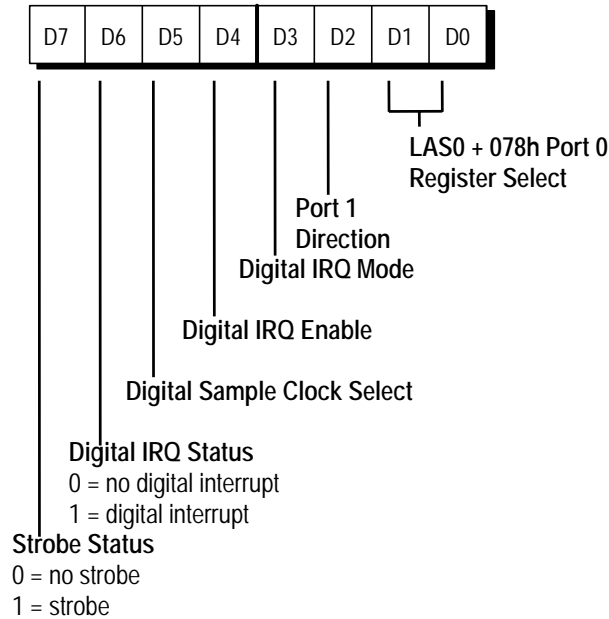 D7 D6 D5 D4 D3 D2 D1 D0
LAS0 + 078h Port 0
Register Select
Port 1
Direction
Digital IRQ Mode
Digital IRQ Enable
Digital Sample Clock Select
Digital IRQ Status
0 = no digital interrupt
1 = digital interrupt
Strobe Status
0 = no strobe
1 = strobe